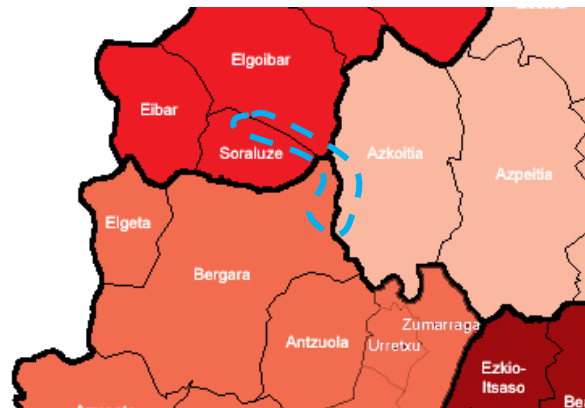 Elgoibar
Eibar
Soraluze
Azkoitia
Azpeitia
Elgeta
Bergara
Zumarraga
Antzuola
Urretxu
Ezkio-
Itsaso